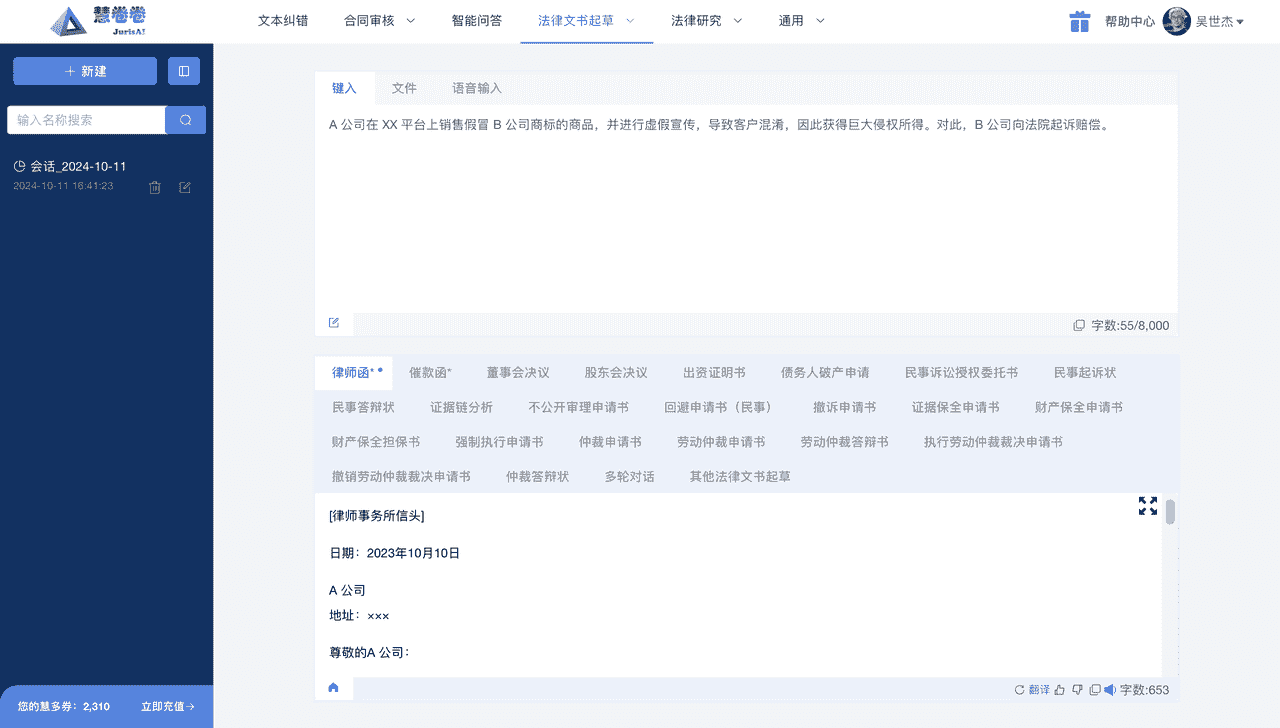 慧卷卷
JurisAI
文本纠错 合同审核 智能问答 法律文书起草 法律研究 通用
帮助中心 吴世杰
+ 新建
输入名称搜索
会话_2024-10-11
2024-10-11 16:41:23
键入 文件 语音输入
A 公司在 XX 平台上销售假冒 B 公司商标的商品，并进行虚假宣传，导致客户混淆，因此获得巨大侵权所得。对此，B 公司向法院起诉赔偿。
字数:55/8,000
律师函* 催款函* 董事会决议 股东会决议 出资证明书 债务人破产申请 民事诉讼授权委托书 民事起诉状
民事答辩状 证据链分析 不公开审理申请书 回避申请书（民事） 撤诉申请书 证据保全申请书 财产保全申请书
财产保全担保书 强制执行申请书 仲裁申请书 劳动仲裁申请书 劳动仲裁答辩书 执行劳动仲裁裁决申请书
撤销劳动仲裁裁决申请书 仲裁答辩状 多轮对话 其他法律文书起草
[律师事务所信头]
日期：2023年10月10日
A 公司
地址：×××
尊敬的A 公司：
翻译 字数:653
您的慧多券：2,310 立即充值→